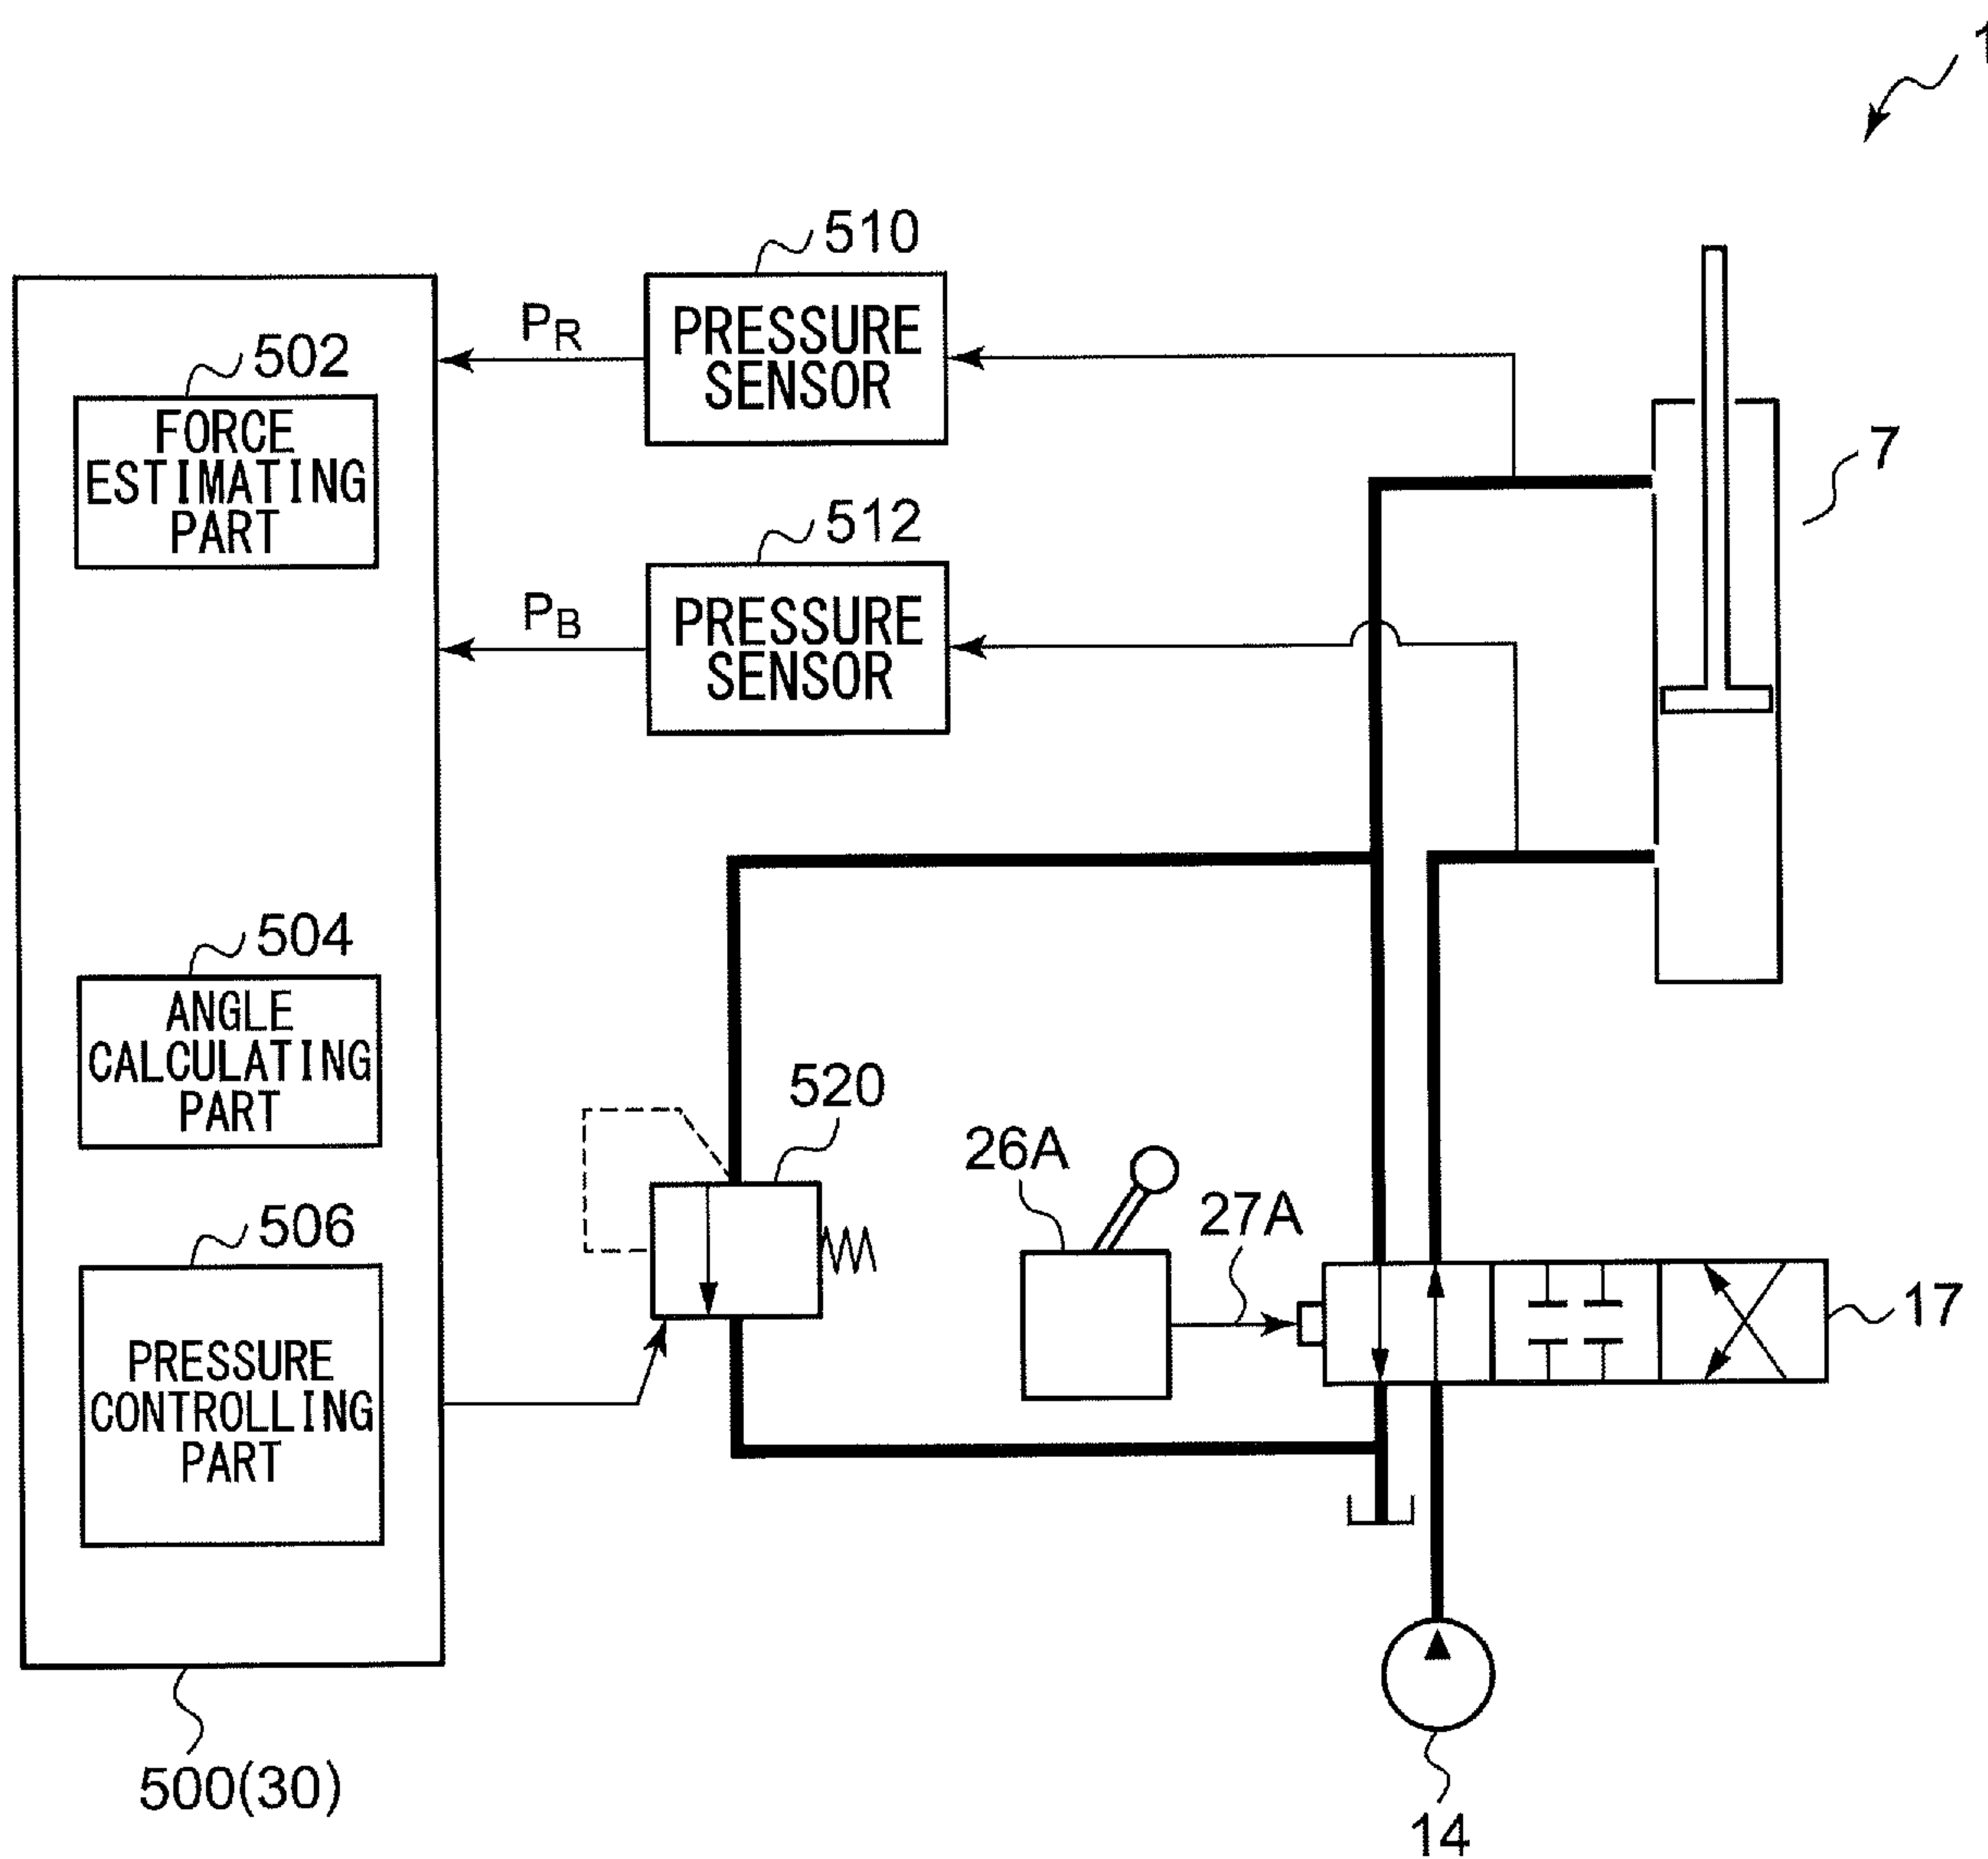 1
510
PRESSURE
SENSOR
PR
502
FORCE
ESTIMATING
PART
7
512
PRESSURE
SENSOR
PB
504
ANGLE
CALCULATING
PART
520
26A
27A
506
PRESSURE
CONTROLLING
PART
17
500(30)
14